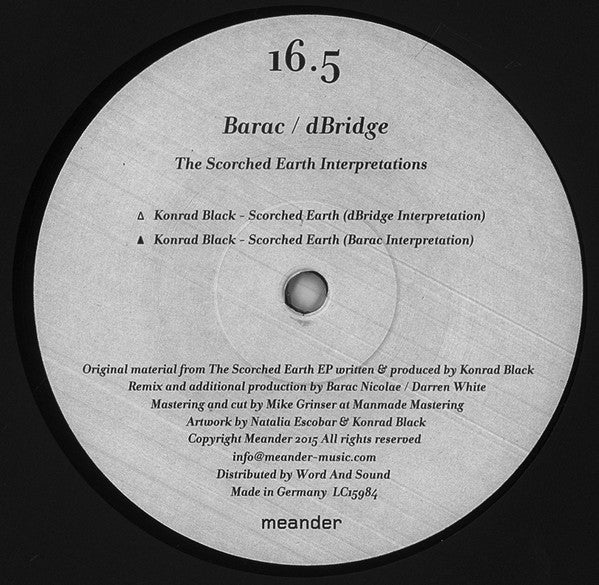 16.5
Barac / dBridge
The Scorched Earth Interpretations
△ Konrad Black - Scorched Earth (dBridge Interpretation)
▲ Konrad Black - Scorched Earth (Barac Interpretation)
Original material from The Scorched Earth EP written & produced by Konrad Black
Remix and additional production by Barac Nicolae / Darren White
Mastering and cut by Mike Grinser at Manmade Mastering
Artwork by Natalia Escobar & Konrad Black
Copyright Meander 2015 All rights reserved
info@meander-music.com
Distributed by Word And Sound
Made in Germany LC15984
meander